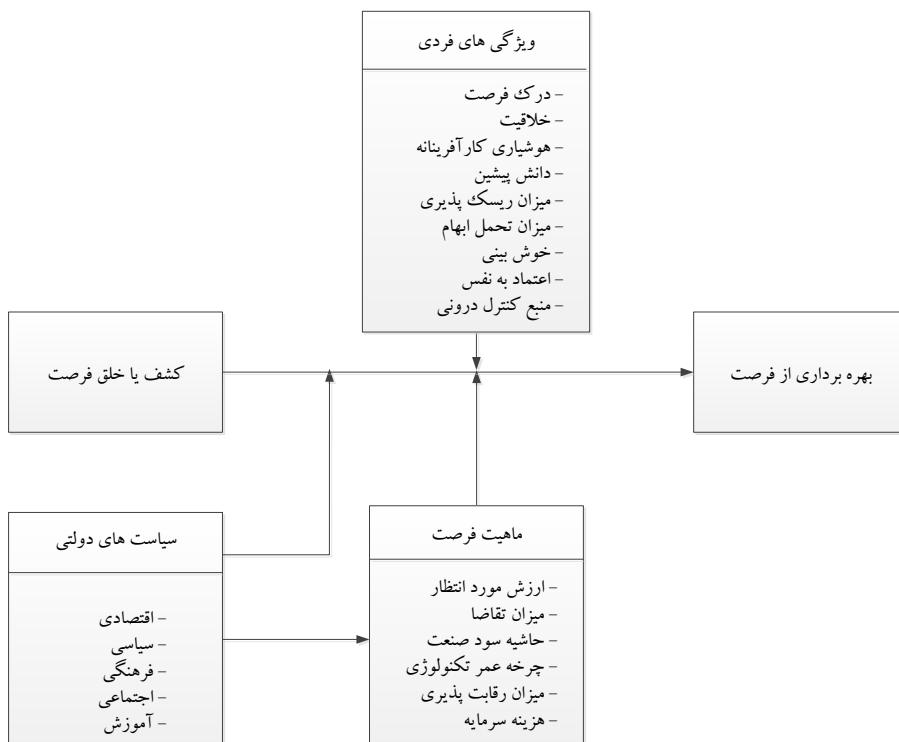 ویژگی های فردی
- درک فرصت
- خلاقیت
- هوشیاری کارآفرینانه
- دانش پیشین
- میزان ریسک پذیری
- میزان تحمل ابهام
- خوش بینی
- اعتماد به نفس
- منبع کنترل درونی
بهره برداری از فرصت
کشف یا خلق فرصت
ماهیت فرصت
- ارزش مورد انتظار
- میزان تقاضا
- حاشیه سود صنعت
- چرخه عمر تکنولوژی
- میزان رقابت پذیری
- هزینه سرمایه
سیاست های دولتی
- اقتصادی
- سیاسی
- فرهنگی
- اجتماعی
- آموزش